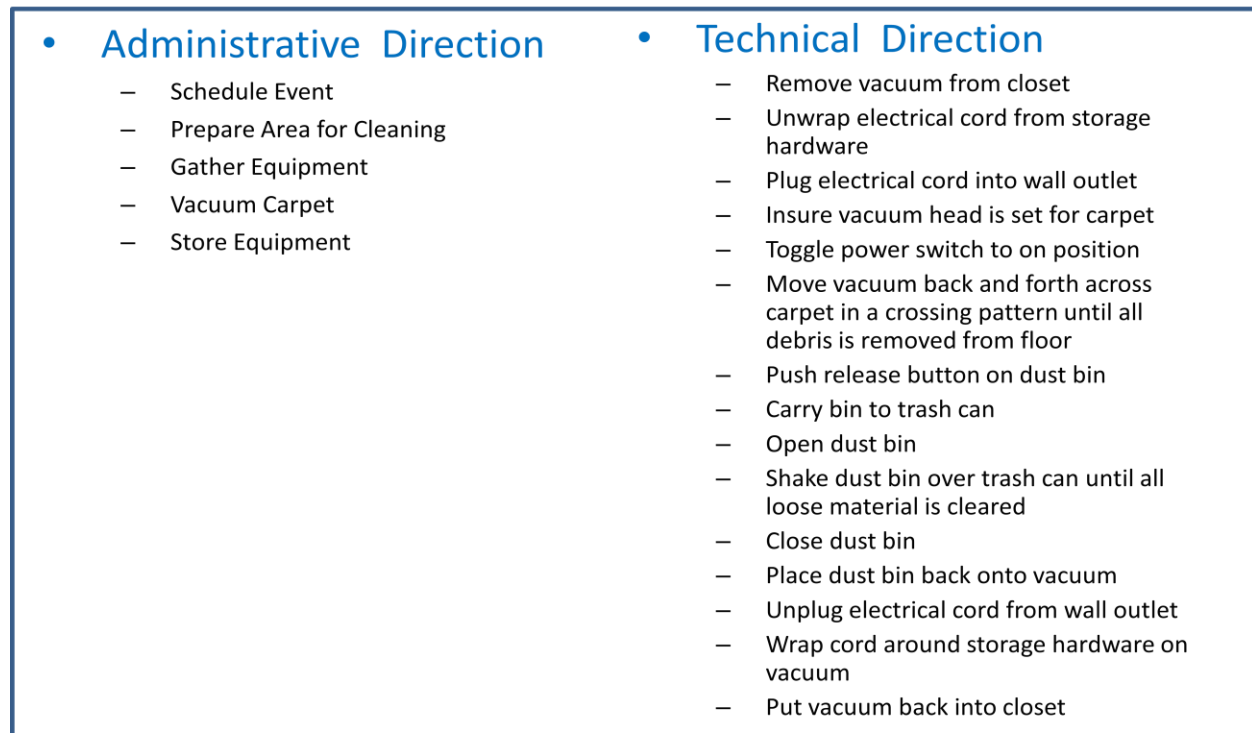 • Administrative Direction
– Schedule Event
– Prepare Area for Cleaning
– Gather Equipment
– Vacuum Carpet
– Store Equipment
• Technical Direction
– Remove vacuum from closet
– Unwrap electrical cord from storage
hardware
– Plug electrical cord into wall outlet
– Insure vacuum head is set for carpet
– Toggle power switch to on position
– Move vacuum back and forth across
carpet in a crossing pattern until all
debris is removed from floor
– Push release button on dust bin
– Carry bin to trash can
– Open dust bin
– Shake dust bin over trash can until all
loose material is cleared
– Close dust bin
– Place dust bin back onto vacuum
– Unplug electrical cord from wall outlet
– Wrap cord around storage hardware on
vacuum
– Put vacuum back into closet